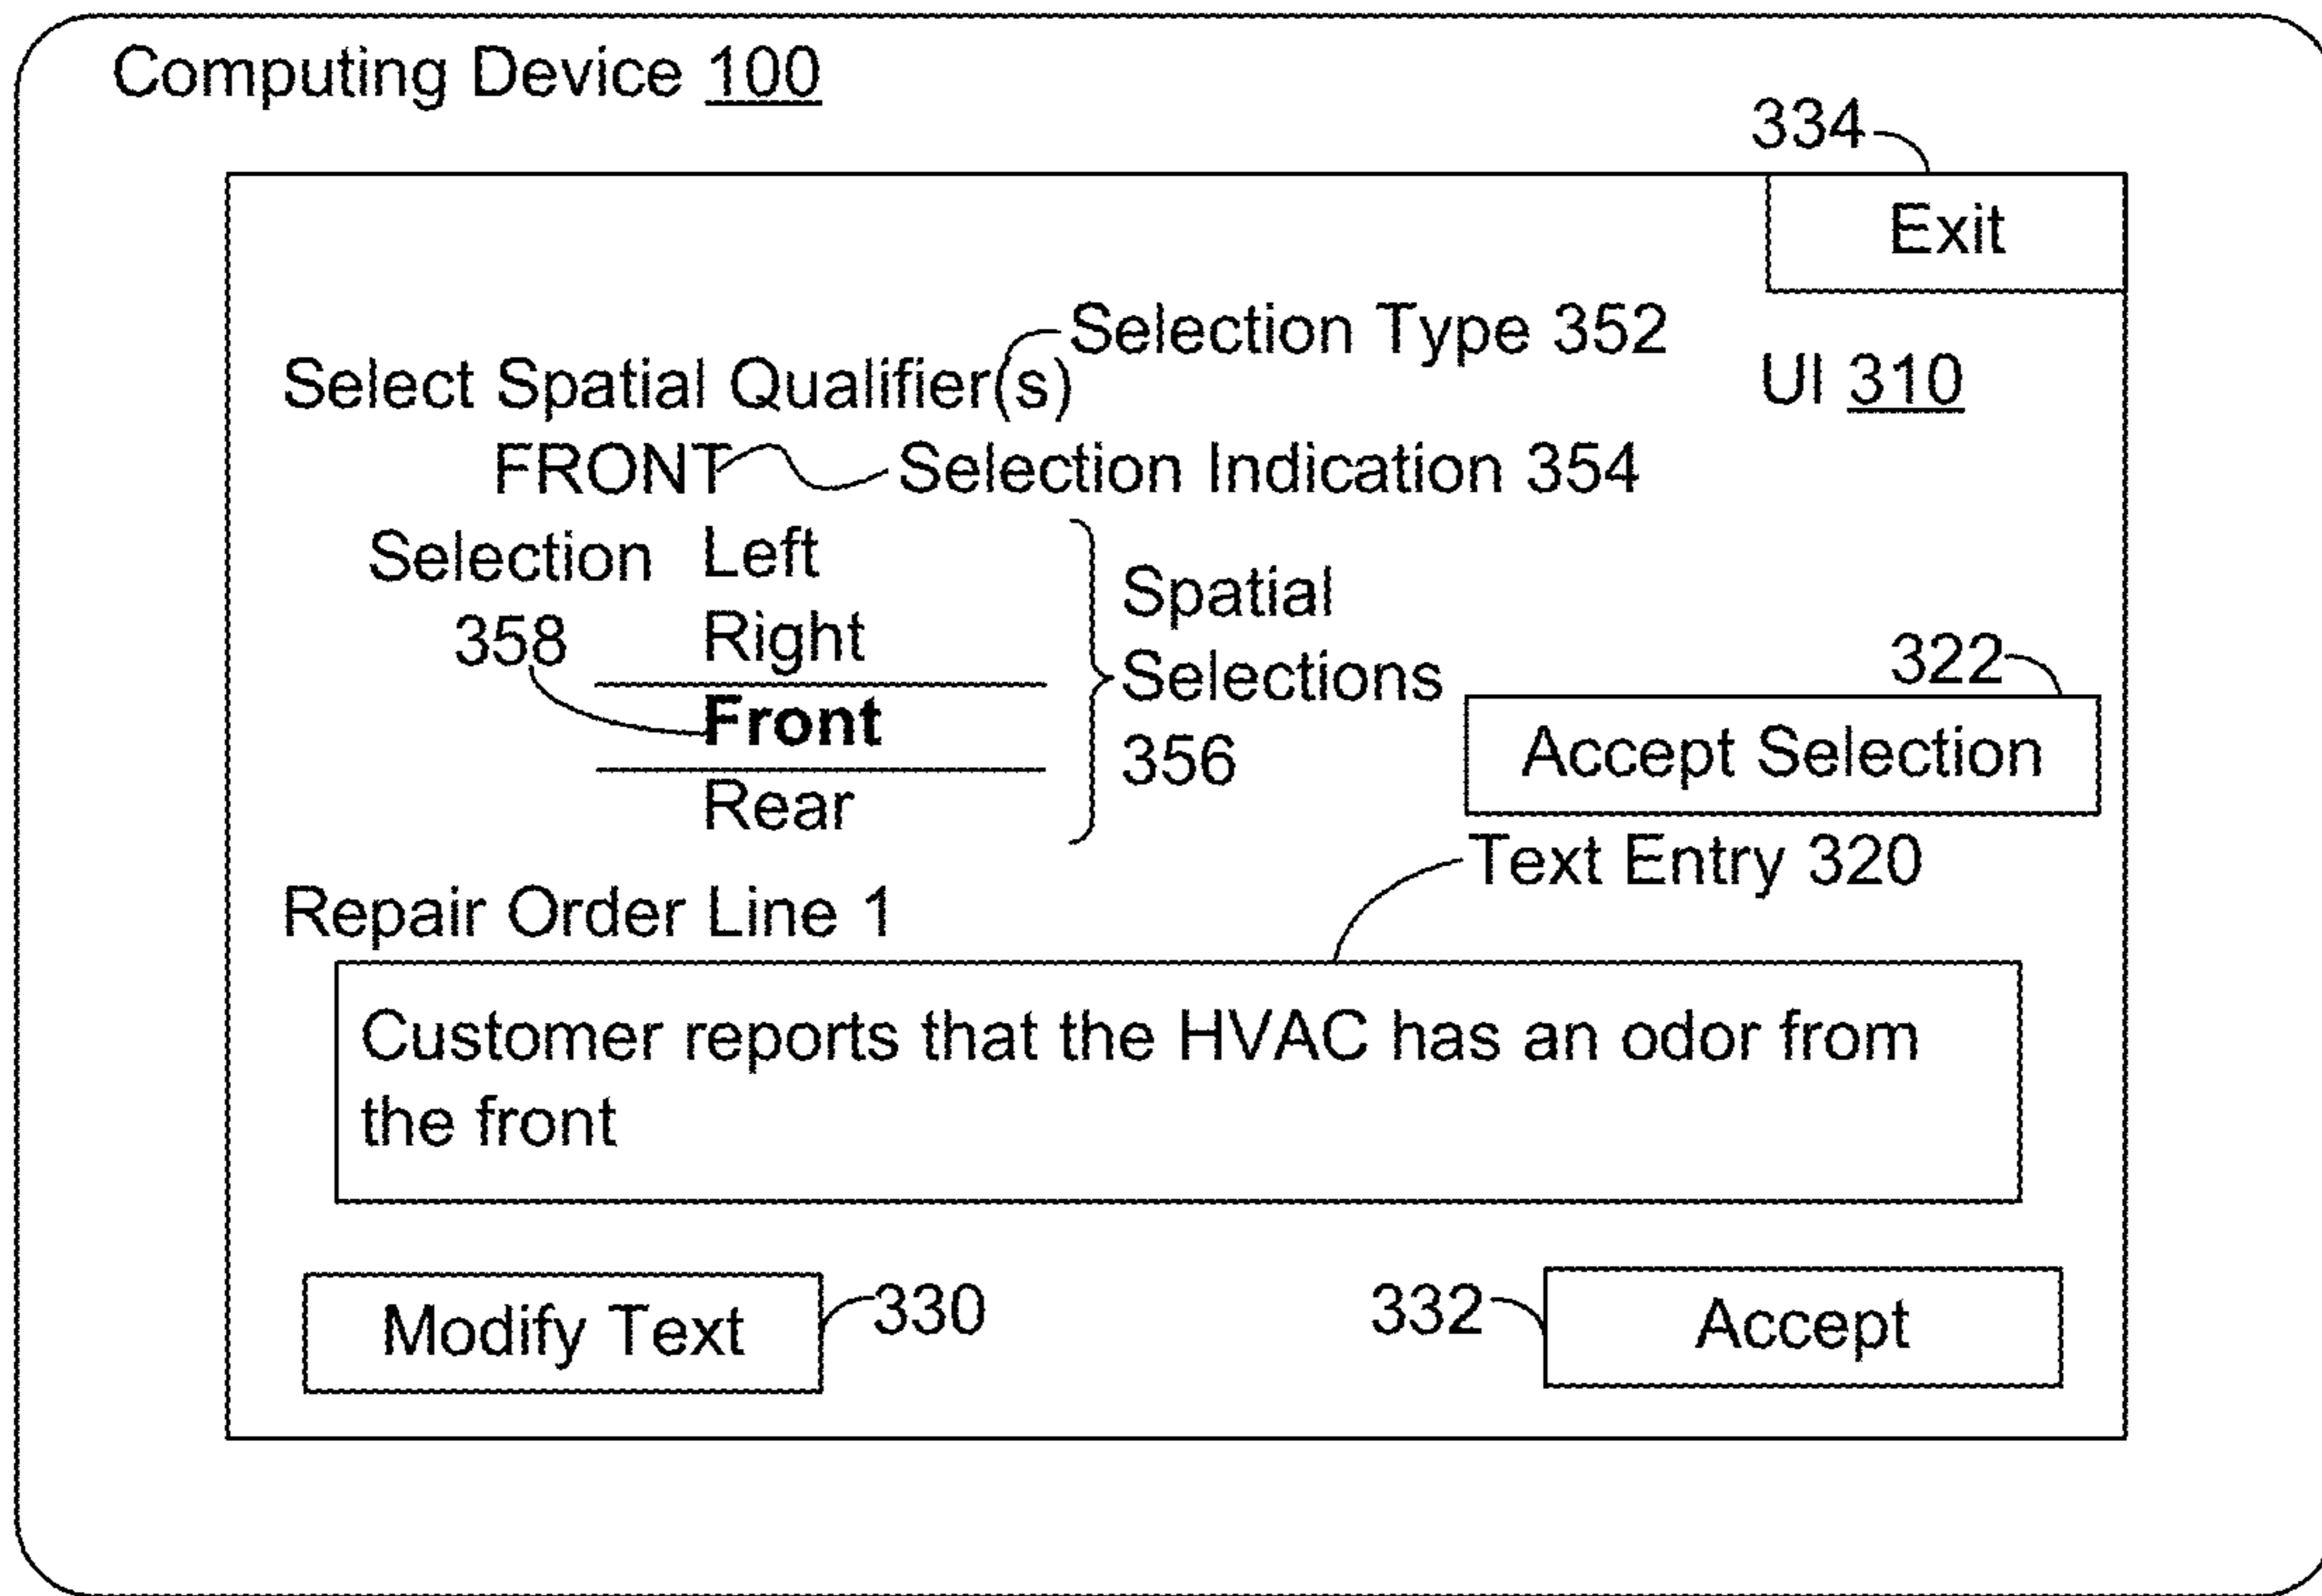 Computing Device 100
334
Exit
Selection Type 352
Select Spatial Qualifier(s)
UI 310
FRONT
Selection Indication 354
Selection
358
Left
Right
Front
Rear
Spatial
Selections
356
322
Accept Selection
Text Entry 320
Repair Order Line 1
Customer reports that the HVAC has an odor from
the front
Modify Text
330
332
Accept